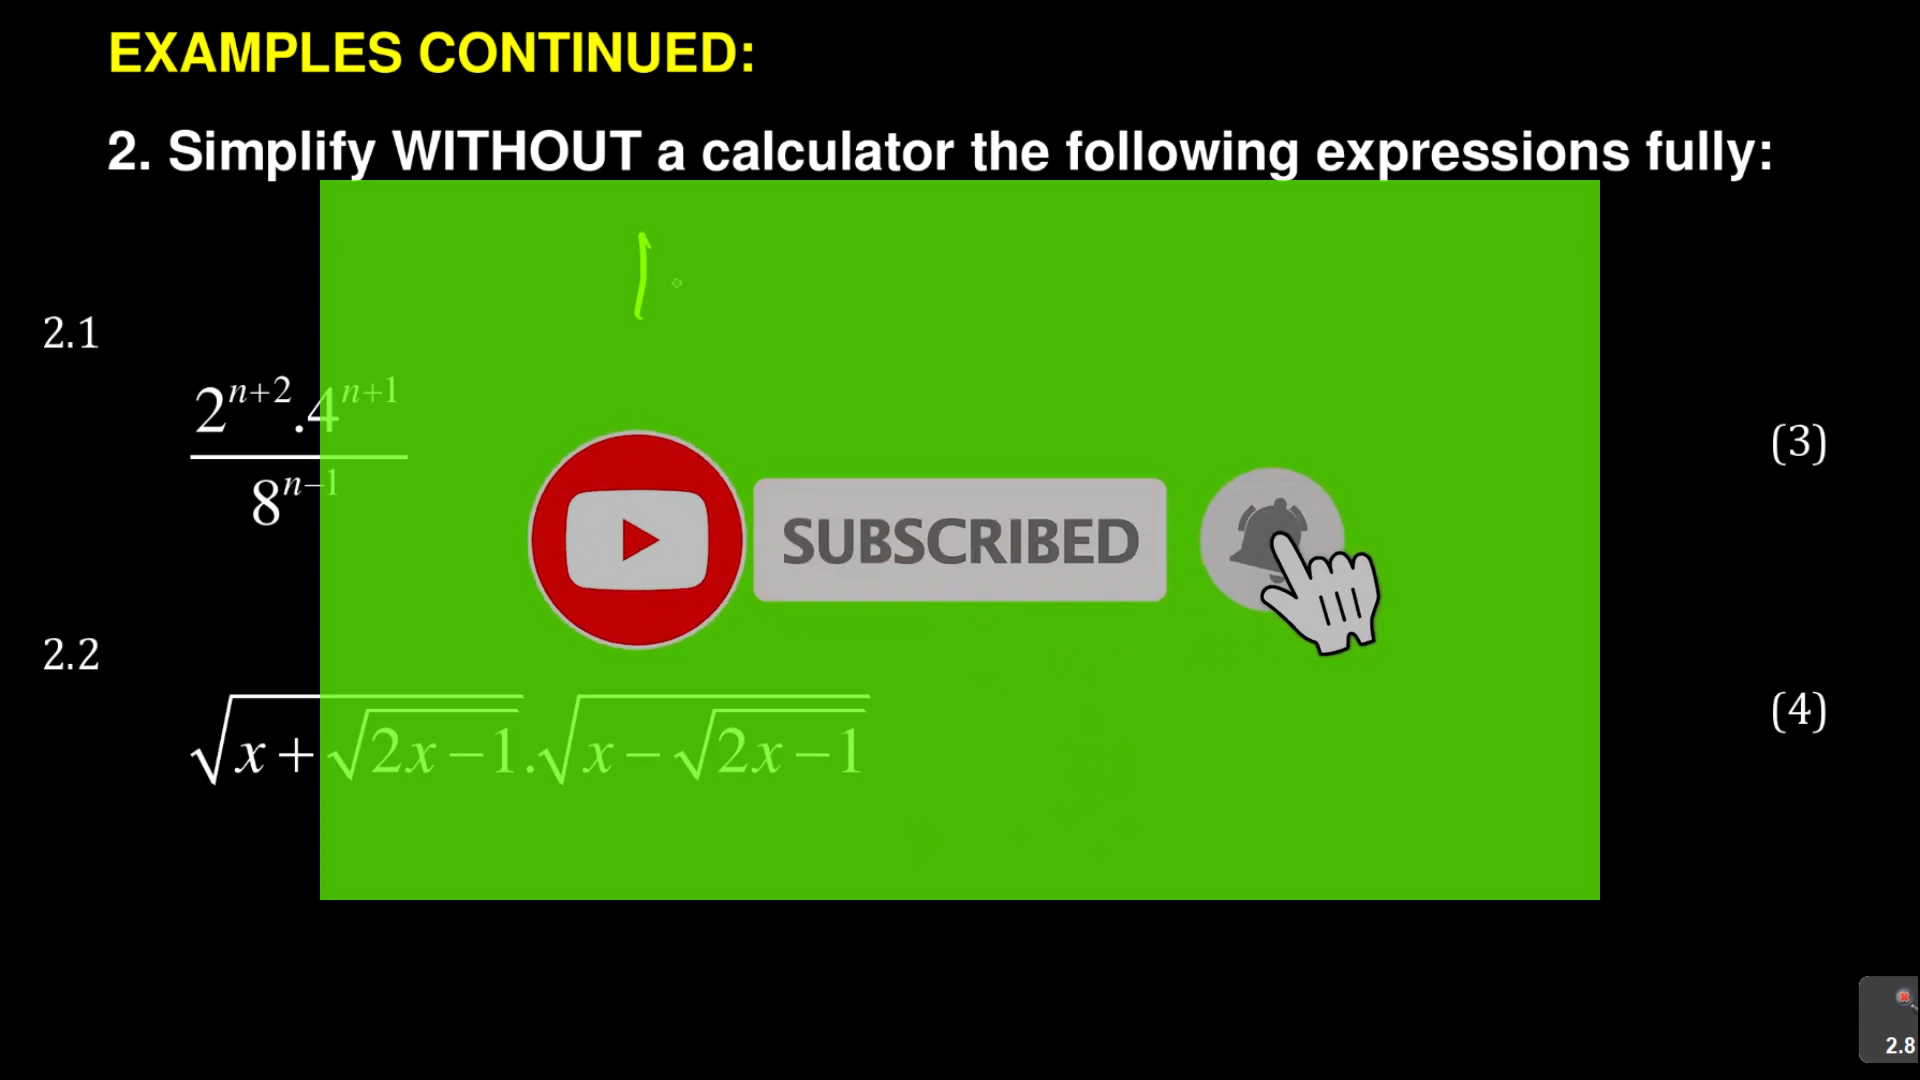 EXAMPLES CONTINUED:
2. Simplify WITHOUT a calculator the following expressions fully:
2.1
2^{n+2}.4^{n+1}
8^{n-1}
(3)
SUBSCRIBED
2.2
√(x+√(2x−1)).√(x−√(2x−1))
(4)
2.8